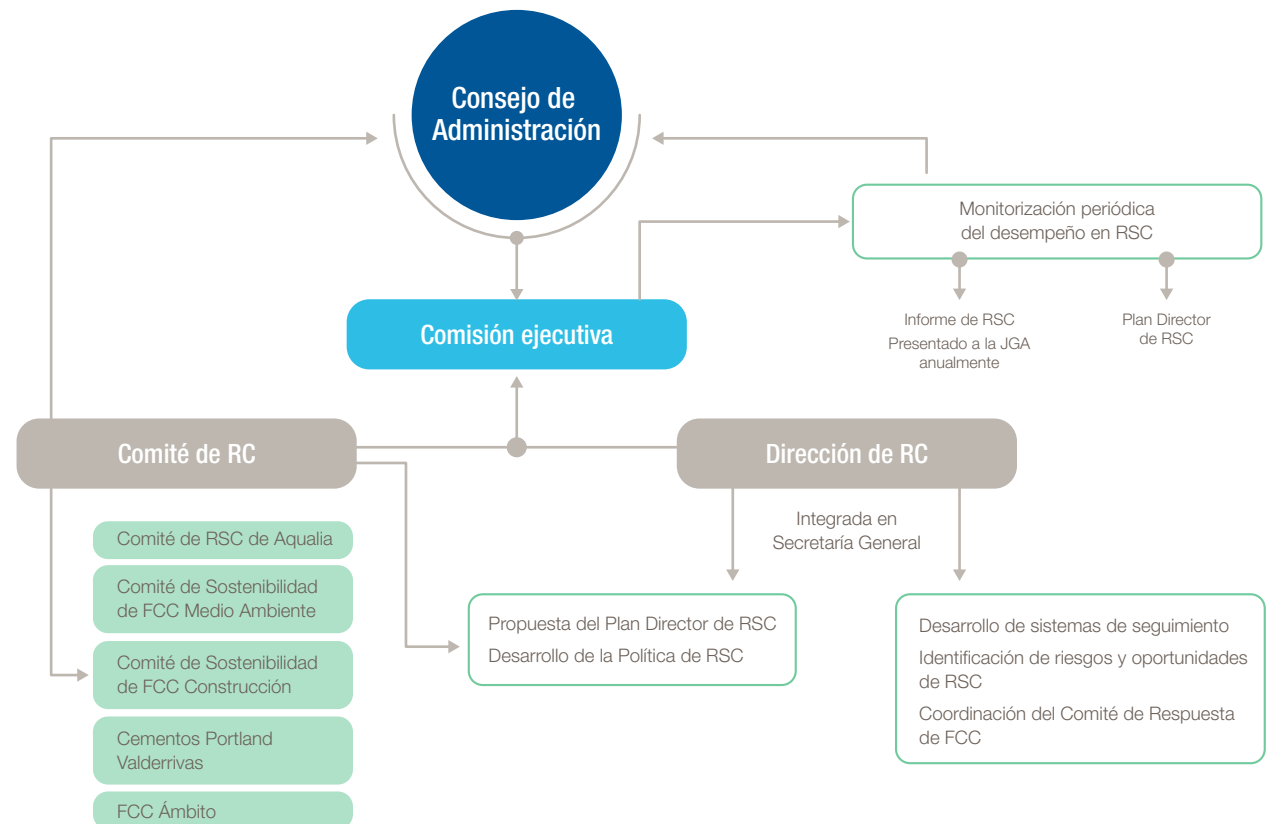 Consejo de
Administración
Monitorización periódica
del desempeño en RSC
Informe de RSC
Presentado a la JGA
anualmente
Plan Director
de RSC
Comisión ejecutiva
Comité de RC
Dirección de RC
Integrada en
Secretaría General
Comité de RSC de Aqualia
Comité de Sostenibilidad
de FCC Medio Ambiente
Comité de Sostenibilidad
de FCC Construcción
Cementos Portland
Valderrivas
FCC Ámbito
Propuesta del Plan Director de RSC
Desarrollo de la Política de RSC
Desarrollo de sistemas de seguimiento
Identificación de riesgos y oportunidades
de RSC
Coordinación del Comité de Respuesta
de FCC